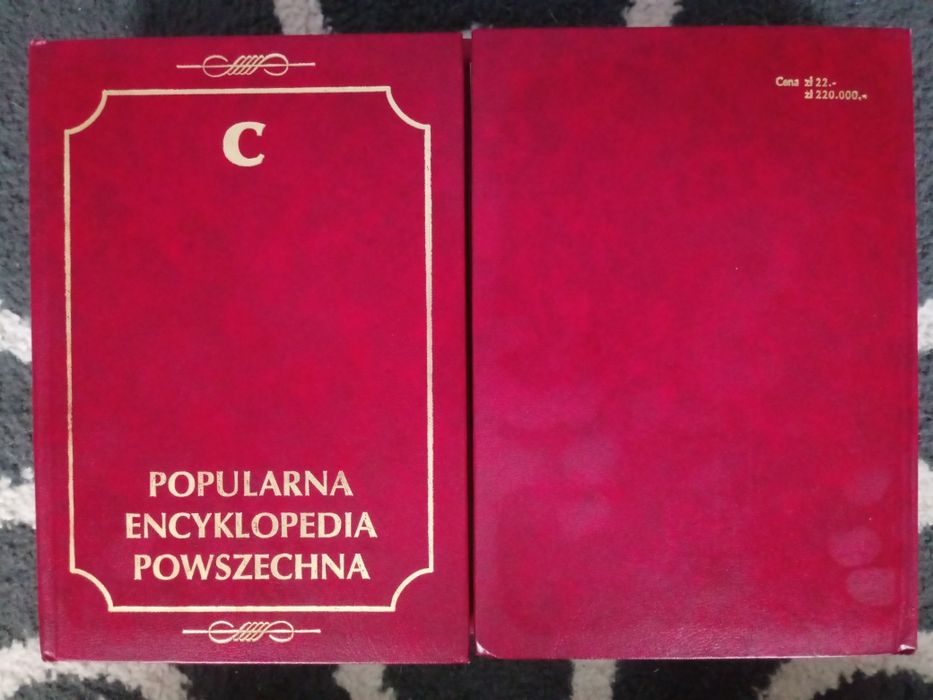 C
POPULARNA
ENCYKLOPEDIA
POWSZECHNA
Cena zł 22.-
zł 220.000,-